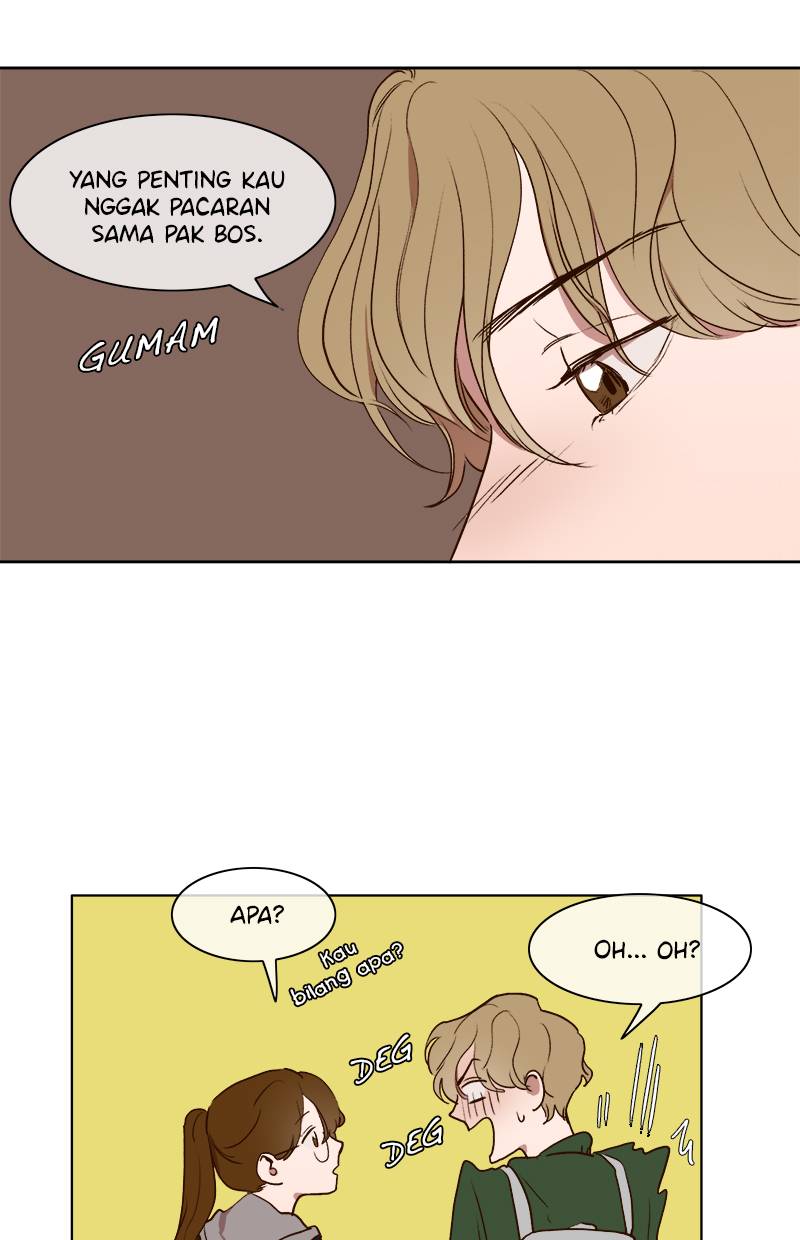 YANG PENTING KAU
NGGAK PACARAN
SAMA PAK BOS.
GUMAM
APA?
Kau
bilang apa?
OH... OH?
DEG
DEG